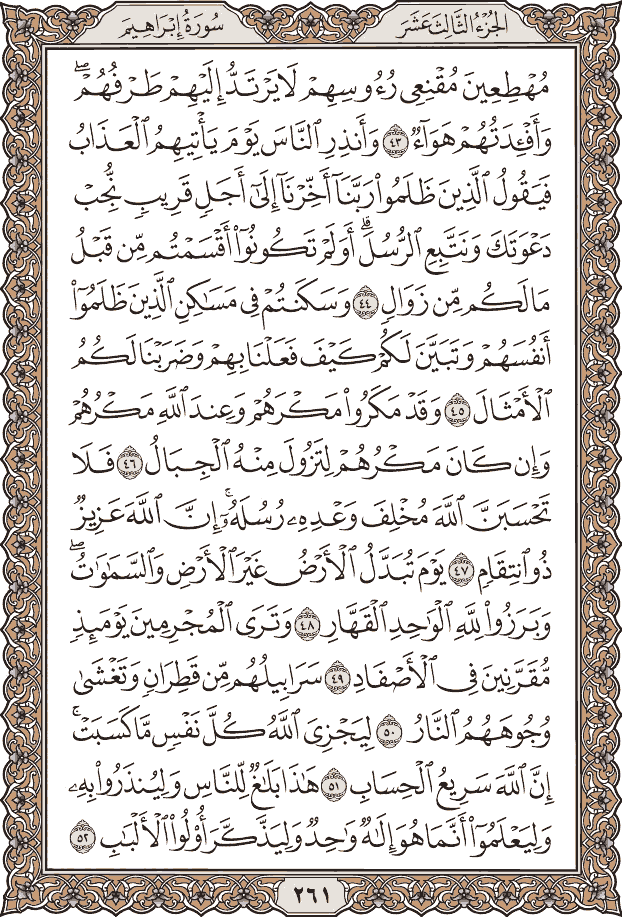 سُورَةُ إِبْرَاهِيم الجُزْءُ الثَّالِثَ عَشَرَ
مُهْطِعِينَ مُقْنِعِى رُءُوسِهِمْ لَا يَرْتَدُّ إِلَيْهِمْ طَرْفُهُمْ ۖ
وَأَفْـِٔدَتُهُمْ هَوَآءٌ ٤٣ وَأَنذِرِ ٱلنَّاسَ يَوْمَ يَأْتِيهِمُ ٱلْعَذَابُ
فَيَقُولُ ٱلَّذِينَ ظَلَمُوا۟ رَبَّنَآ أَخِّرْنَآ إِلَىٰٓ أَجَلٍ قَرِيبٍ نُّجِبْ
دَعْوَتَكَ وَنَتَّبِعِ ٱلرُّسُلَ ۗ أَوَلَمْ تَكُونُوٓا۟ أَقْسَمْتُم مِّن قَبْلُ
مَا لَكُم مِّن زَوَالٍ ٤٤ وَسَكَنتُمْ فِى مَسَـٰكِنِ ٱلَّذِينَ ظَلَمُوٓا۟
أَنفُسَهُمْ وَتَبَيَّنَ لَكُمْ كَيْفَ فَعَلْنَا بِهِمْ وَضَرَبْنَا لَكُمُ
ٱلْأَمْثَالَ ٤٥ وَقَدْ مَكَرُوا۟ مَكْرَهُمْ وَعِندَ ٱللَّهِ مَكْرُهُمْ
وَإِن كَانَ مَكْرُهُمْ لِتَزُولَ مِنْهُ ٱلْجِبَالُ ٤٦ فَلَا
تَحْسَبَنَّ ٱللَّهَ مُخْلِفَ وَعْدِهِۦ رُسُلَهُۥٓ ۗ إِنَّ ٱللَّهَ عَزِيزٌ
ذُو ٱنتِقَامٍ ٤٧ يَوْمَ تُبَدَّلُ ٱلْأَرْضُ غَيْرَ ٱلْأَرْضِ وَٱلسَّمَـٰوَٰتُ ۖ
وَبَرَزُوا۟ لِلَّهِ ٱلْوَٰحِدِ ٱلْقَهَّارِ ٤٨ وَتَرَى ٱلْمُجْرِمِينَ يَوْمَئِذٍ
مُّقَرَّنِينَ فِى ٱلْأَصْفَادِ ٤٩ سَرَابِيلُهُم مِّن قَطِرَانٍ وَتَغْشَىٰ
وُجُوهَهُمُ ٱلنَّارُ ٥٠ لِيَجْزِىَ ٱللَّهُ كُلَّ نَفْسٍ مَّا كَسَبَتْ ۚ
إِنَّ ٱللَّهَ سَرِيعُ ٱلْحِسَابِ ٥١ هَـٰذَا بَلَـٰغٌ لِّلنَّاسِ وَلِيُنذَرُوا۟ بِهِۦ
وَلِيَعْلَمُوٓا۟ أَنَّمَا هُوَ إِلَـٰهٌ وَٰحِدٌ وَلِيَذَّكَّرَ أُو۟لُوا۟ ٱلْأَلْبَـٰبِ ٥٢
٢٦١